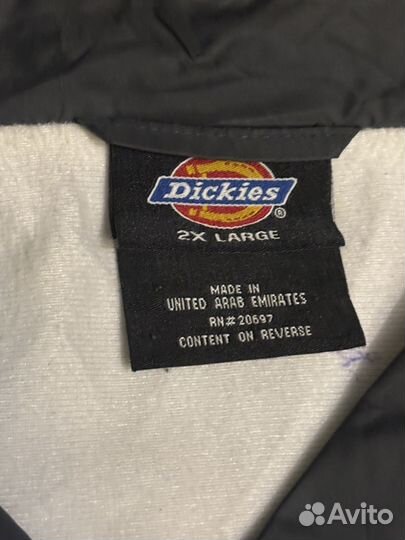 Dickies
®
2X LARGE
MADE IN
UNITED ARAB EMIRATES
RN#20697
CONTENT ON REVERSE
Avito